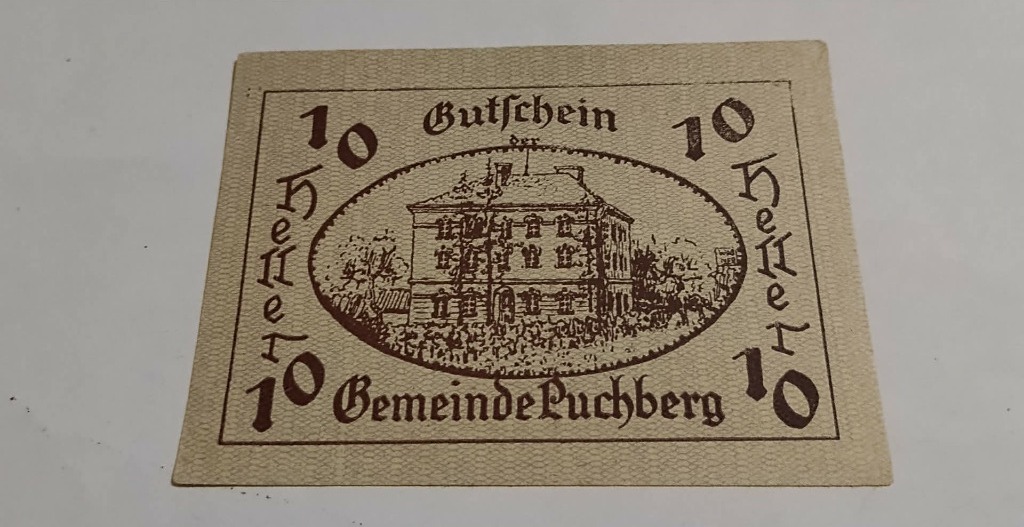 10 Gutschein 10
der
Heller
Heller
10 Gemeinde Puchberg 10